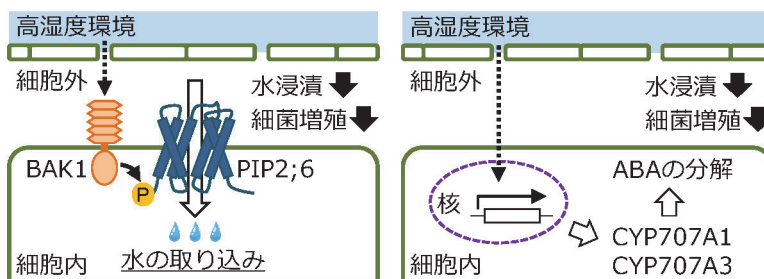 高湿度環境
細胞外
水浸漬
細菌増殖
BAK1
P
PIP2;6
水の取り込み
細胞内
高湿度環境
細胞外
水浸漬
細菌増殖
核
ABAの分解
CYP707A1
CYP707A3
細胞内